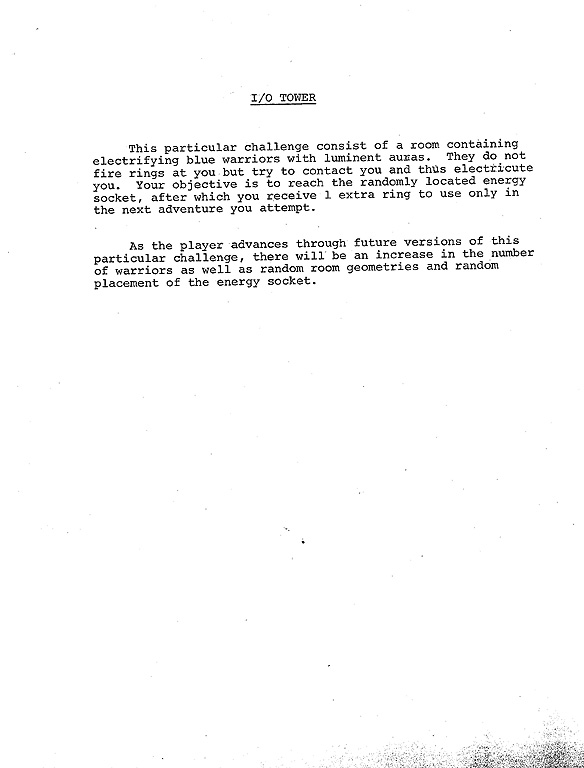 I/O TOWER
This particular challenge consist of a room containing
electrifying blue warriors with luminent auras. They do not
fire rings at you but try to contact you and thus electricute
you. Your objective is to reach the randomly located energy
socket, after which you receive 1 extra ring to use only in
the next adventure you attempt.
As the player advances through future versions of this
particular challenge, there will be an increase in the number
of warriors as well as random room geometries and random
placement of the energy socket.